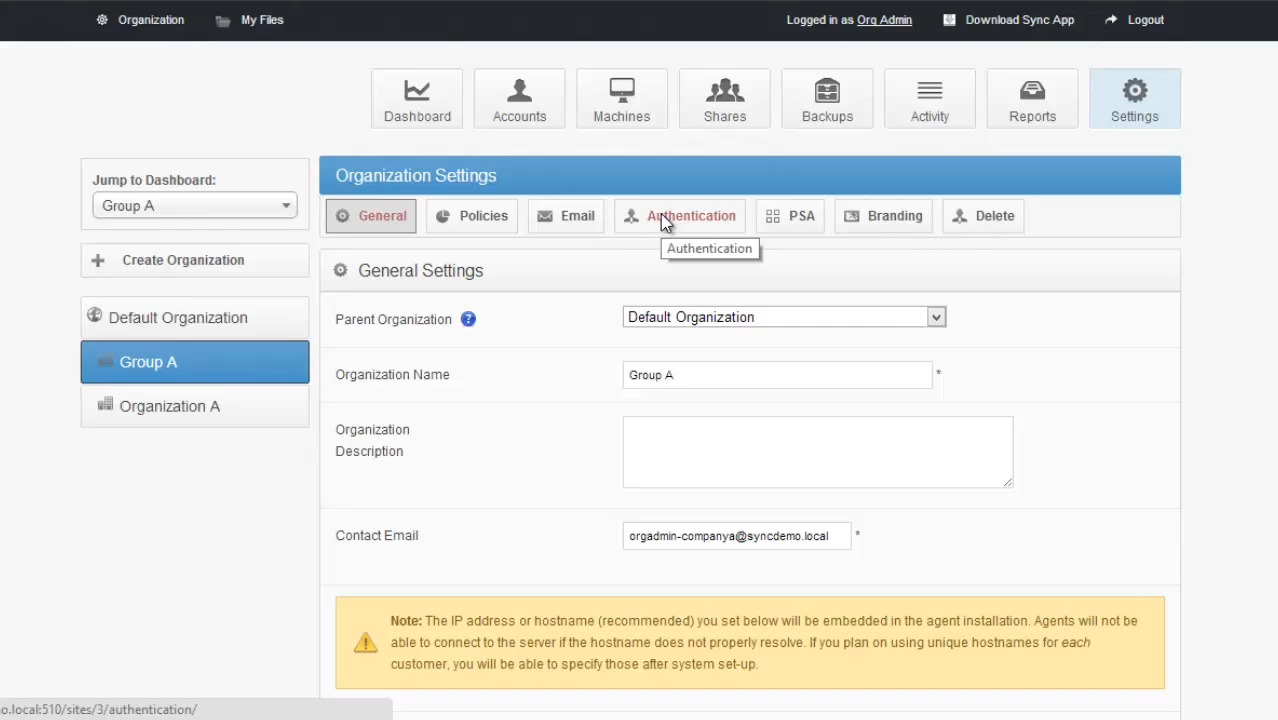 Organization My Files Logged in as Org Admin Download Sync App Logout
Dashboard Accounts Machines Shares Backups Activity Reports Settings
Jump to Dashboard:
Group A
Create Organization
Default Organization
Group A
Organization A
Organization Settings
General Policies Email Authentication PSA Branding Delete
Authentication
General Settings
Parent Organization ? Default Organization
Organization Name Group A *
Organization
Description
Contact Email orgadmin-companya@syncdemo.local *
Note: The IP address or hostname (recommended) you set below will be embedded in the agent installation. Agents will not be
able to connect to the server if the hostname does not properly resolve. If you plan on using unique hostnames for each
customer, you will be able to specify those after system set-up.
o.local:510/sites/3/authentication/